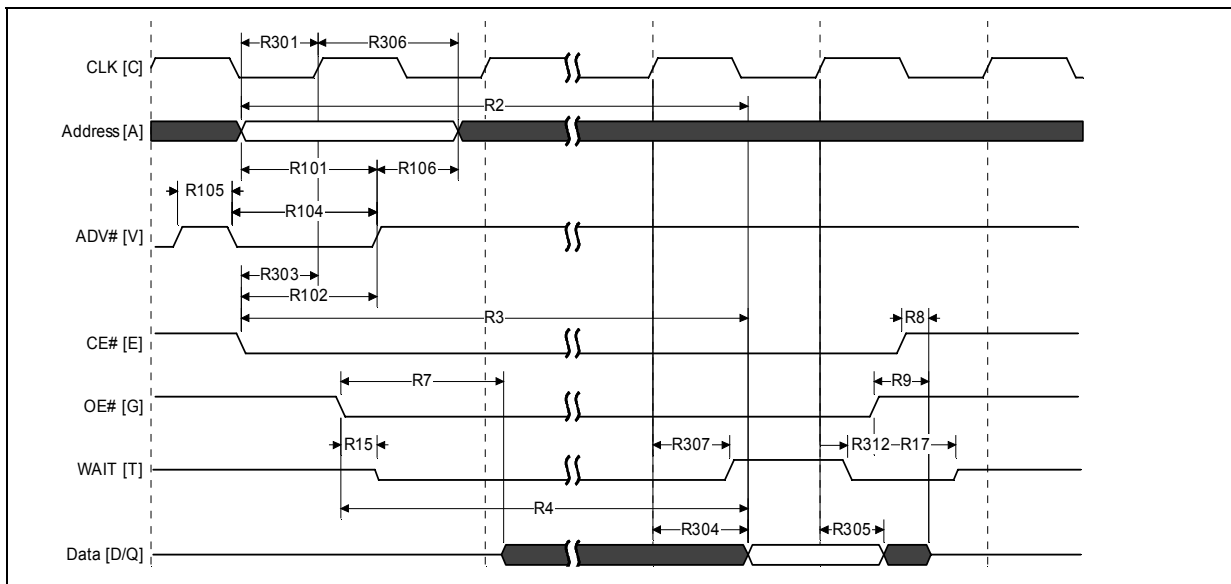 R301 R306
CLK [C]
R2
Address [A]
R101 R106
R105
R104
ADV# [V]
R303
R102
R3
R8
CE# [E]
R7 R9
OE# [G]
R15 R307 R312 R17
WAIT [T]
R4
R304 R305
Data [D/Q]